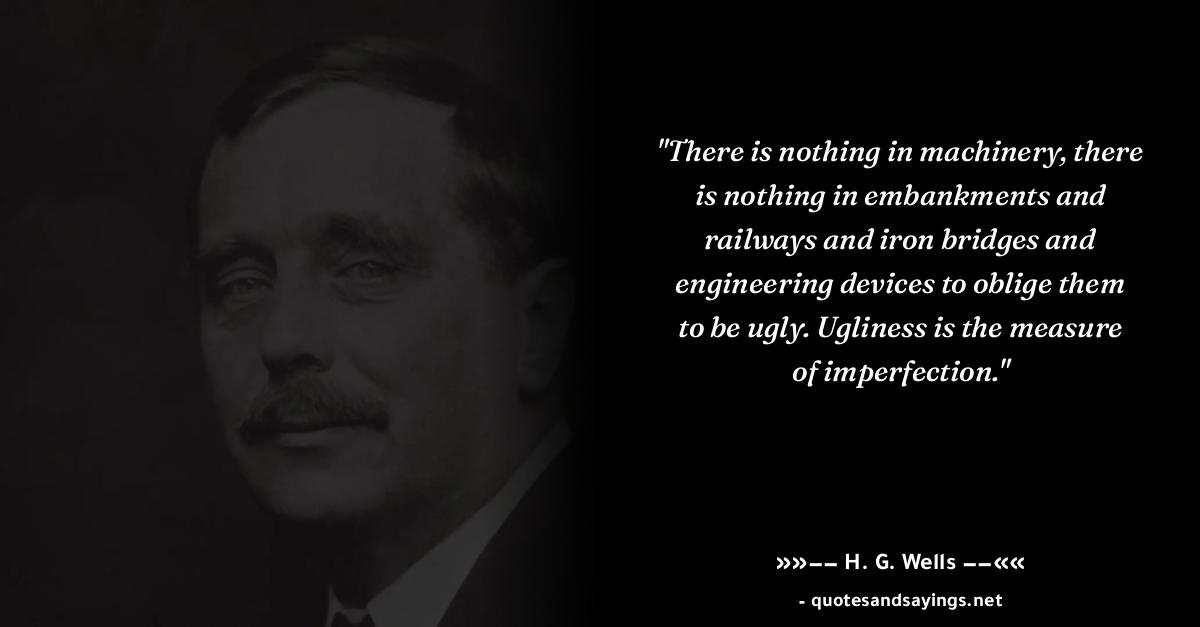 "There is nothing in machinery, there
is nothing in embankments and
railways and iron bridges and
engineering devices to oblige them
to be ugly. Ugliness is the measure
of imperfection."
»»–– H. G. Wells ––««
- quotesandsayings.net